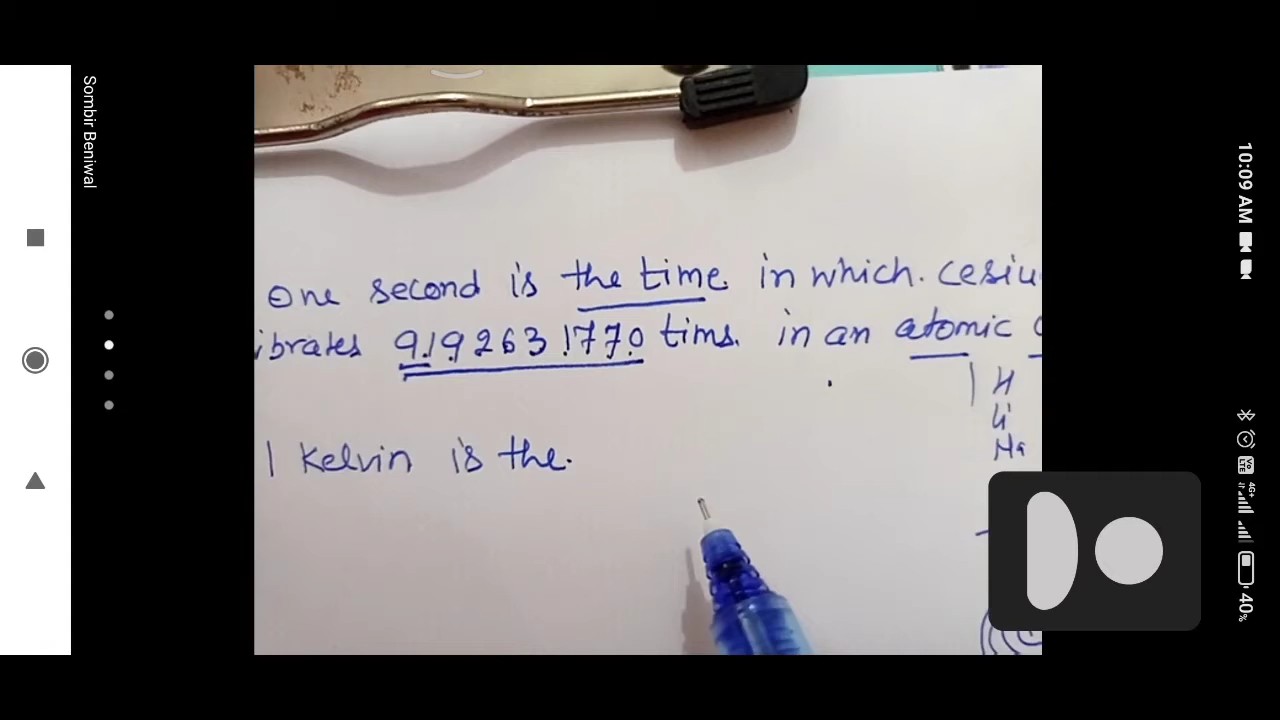 Sombir Beniwal
One second is the time in which. cesiu
ibrates 9192631770 tims. in an atomic
1 Kelvin is the.
H
Li
Na
10:09 AM
4G+
40%